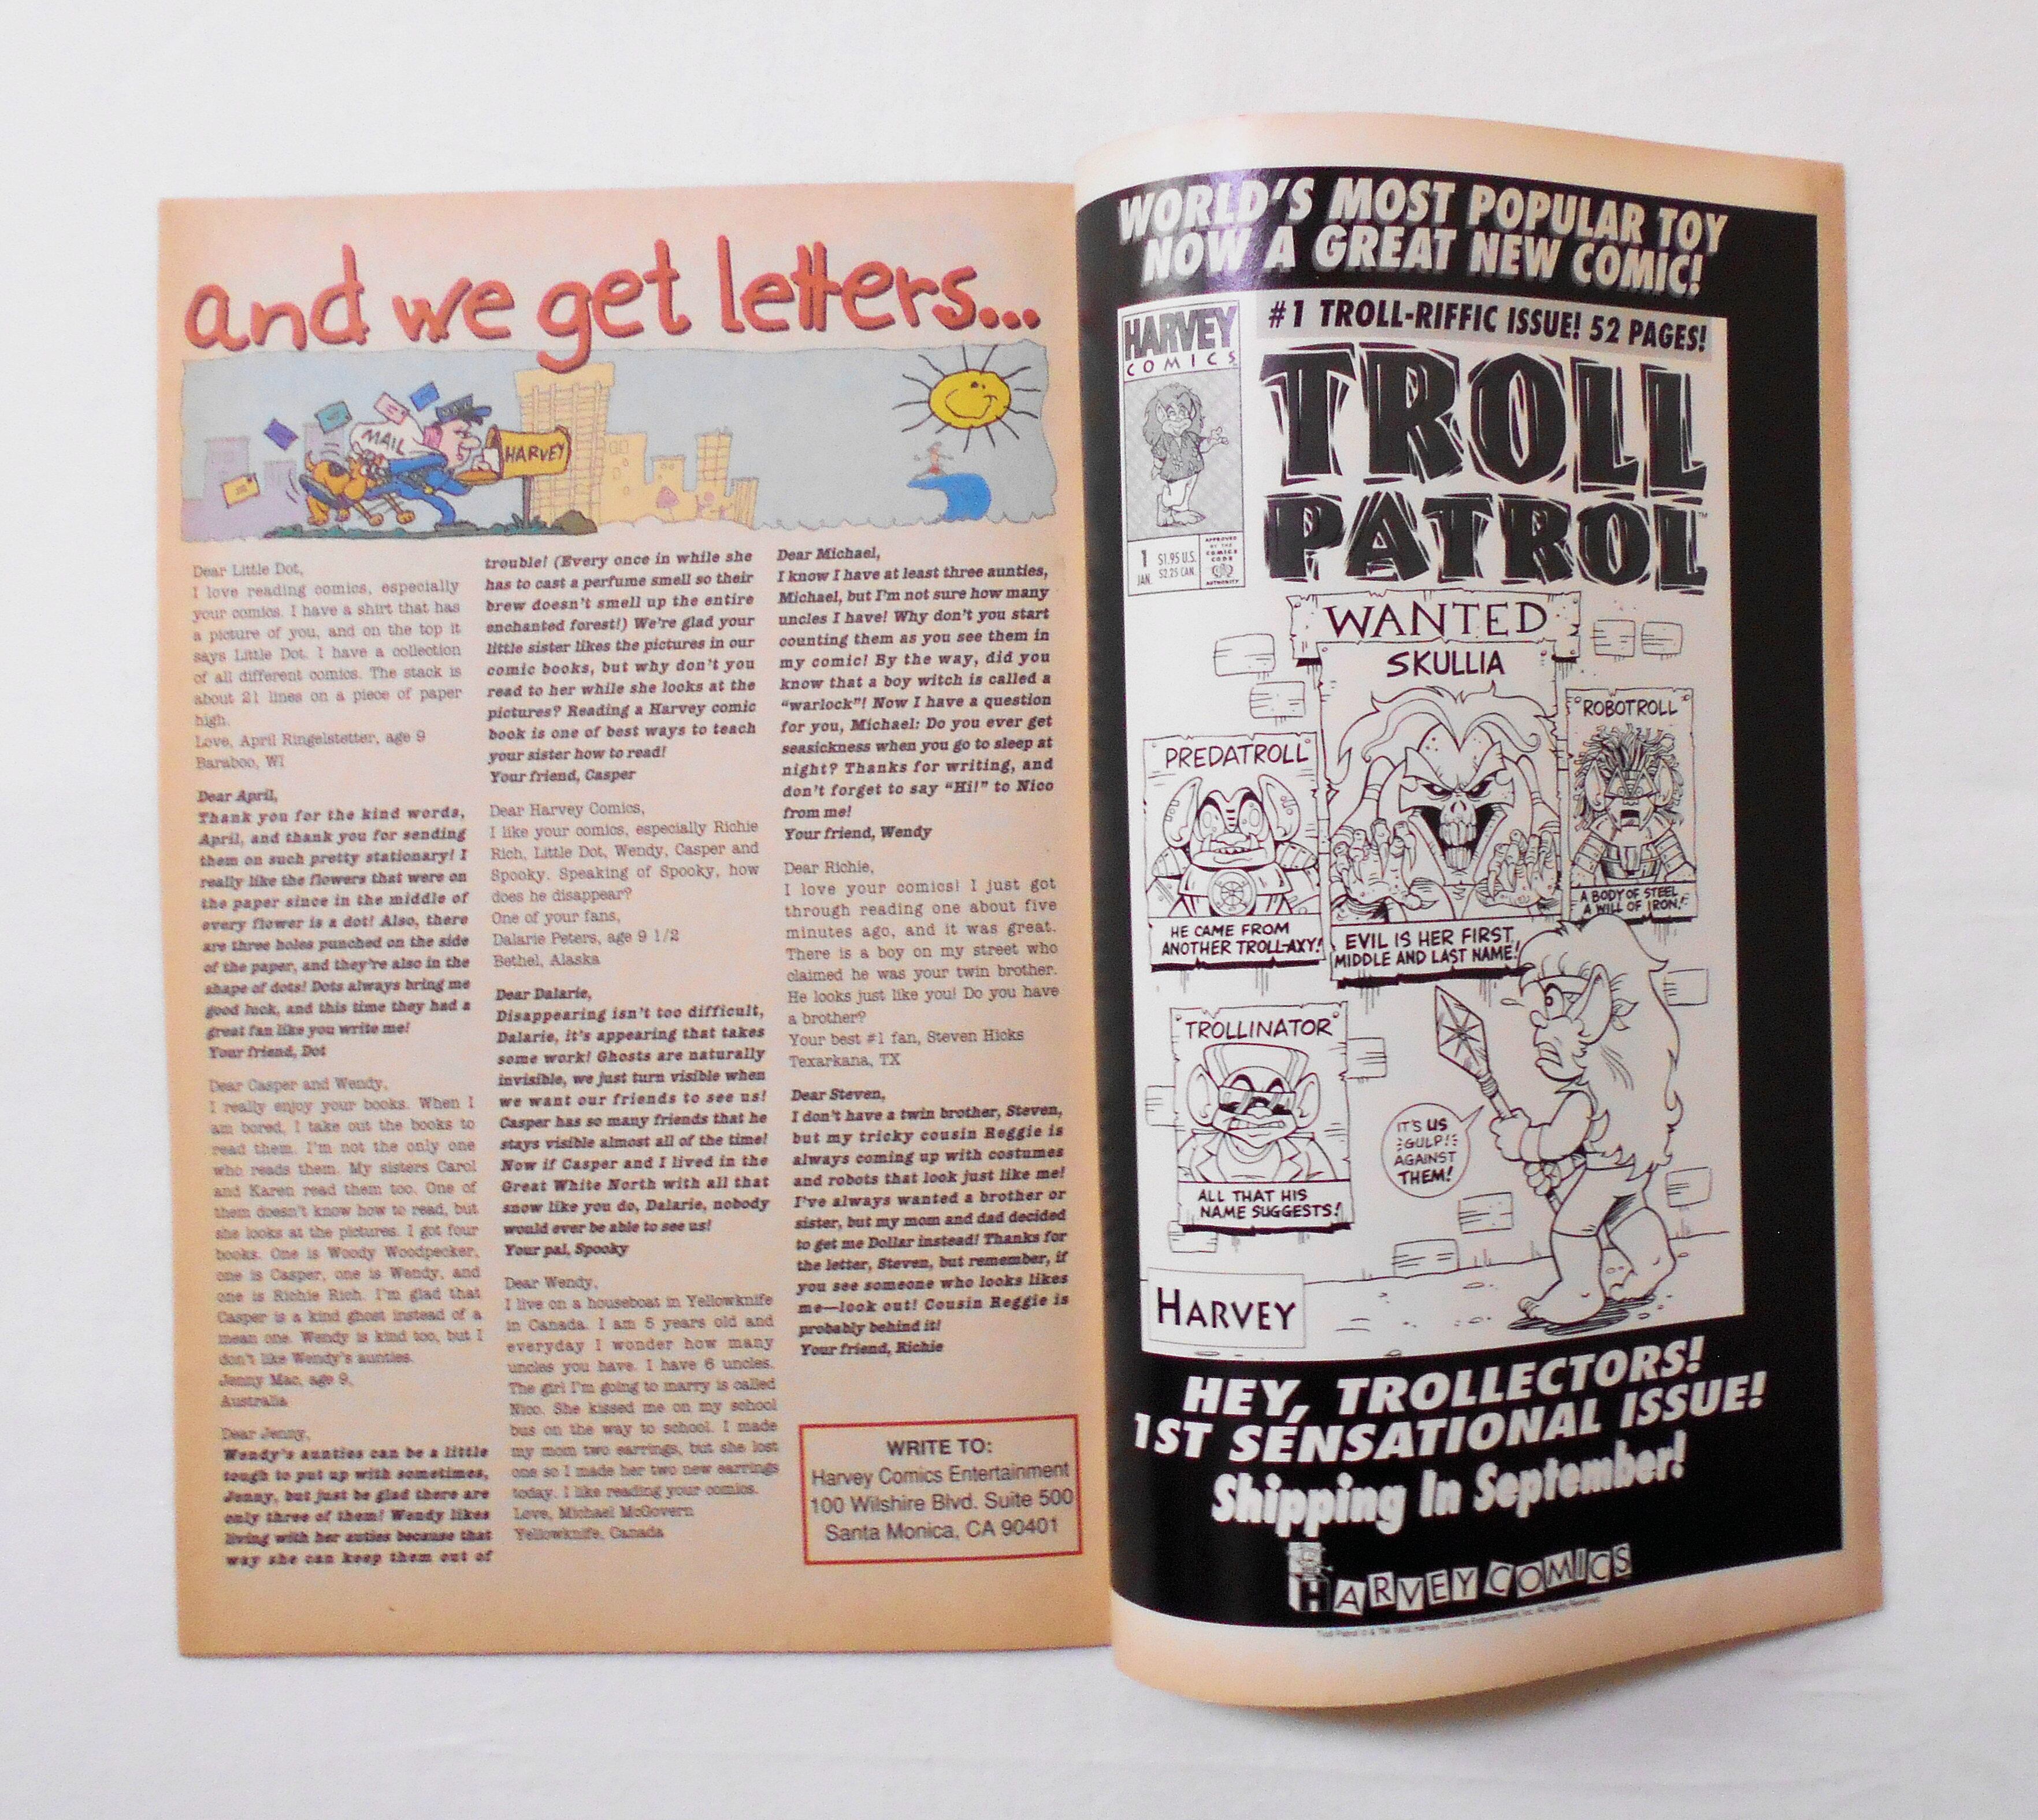 and we get letters...
MAIL
HARVEY
Dear Little Dot,
I love reading comics, especially
your comics. I have a shirt that has
a picture of you, and on the top it
says Little Dot. I have a collection
of all different comics. The stack is
about 21 lines on a piece of paper
high.
Love, April Ringelstetter, age 9
Baraboo, WI
Dear April,
Thank you for the kind words,
April, and thank you for sending
them on such pretty stationary! I
really like the flowers that were on
the paper since in the middle of
every flower is a dot! Also, there
are three holes punched on the side
of the paper, and they're also in the
shape of dots! Dots always bring me
good luck, and this time they had a
great fan like you write me!
Your friend, Dot
Dear Casper and Wendy,
I really enjoy your books. When I
am bored, I take out the books to
read them. I'm not the only one
who reads them. My sisters Carol
and Karen read them too. One of
them doesn't know how to read, but
she looks at the pictures. I got four
books. One is Woody Woodpecker,
one is Casper, one is Wendy, and
one is Richie Rich. I'm glad that
Casper is a kind ghost instead of a
mean one. Wendy is kind too, but I
don't like Wendy's aunties.
Jenny Mac, age 9,
Australia
Dear Jenny,
Wendy's aunties can be a little
tough to put up with sometimes,
Jenny, but just be glad there are
only three of them! Wendy likes
living with her auties because that
way she can keep them out of
trouble! (Every once in while she
has to cast a perfume smell so their
brew doesn't smell up the entire
enchanted forest!) We're glad your
little sister likes the pictures in our
comic books, but why don't you
read to her while she looks at the
pictures? Reading a Harvey comic
book is one of best ways to teach
your sister how to read!
Your friend, Casper
Dear Harvey Comics,
I like your comics, especially Richie
Rich, Little Dot, Wendy, Casper and
Spooky. Speaking of Spooky, how
does he disappear?
One of your fans,
Dalarie Peters, age 9 1/2
Bethel, Alaska
Dear Dalarie,
Disappearing isn't too difficult,
Dalarie, it's appearing that takes
some work! Ghosts are naturally
invisible, we just turn visible when
we want our friends to see us!
Casper has so many friends that he
stays visible almost all of the time!
Now if Casper and I lived in the
Great White North with all that
snow like you do, Dalarie, nobody
would ever be able to see us!
Your pal, Spooky
Dear Wendy,
I live on a houseboat in Yellowknife
in Canada. I am 5 years old and
everyday I wonder how many
uncles you have. I have 6 uncles.
The girl I'm going to marry is called
Nico. She kissed me on my school
bus on the way to school. I made
my mom two earrings, but she lost
one so I made her two new earrings
today. I like reading your comics.
Love, Michael McGovern
Yellowknife, Canada
Dear Michael,
I know I have at least three aunties,
Michael, but I'm not sure how many
uncles I have! Why don't you start
counting them as you see them in
my comic! By the way, did you
know that a boy witch is called a
"warlock"! Now I have a question
for you, Michael: Do you ever get
seasickness when you go to sleep at
night? Thanks for writing, and
don't forget to say "Hi!" to Nico
from me!
Your friend, Wendy
Dear Richie,
I love your comics! I just got
through reading one about five
minutes ago, and it was great.
There is a boy on my street who
claimed he was your twin brother.
He looks just like you! Do you have
a brother?
Your best #1 fan, Steven Hicks
Texarkana, TX
Dear Steven,
I don't have a twin brother, Steven,
but my tricky cousin Reggie is
always coming up with costumes
and robots that look just like me!
I've always wanted a brother or
sister, but my mom and dad decided
to get me Dollar instead! Thanks for
the letter, Steven, but remember, if
you see someone who looks likes
me—look out! Cousin Reggie is
probably behind it!
Your friend, Richie
WRITE TO:
Harvey Comics Entertainment
100 Wilshire Blvd. Suite 500
Santa Monica, CA 90401
WORLD'S MOST POPULAR TOY
NOW A GREAT NEW COMIC!
HARVEY
COMICS
#1 TROLL-RIFFIC ISSUE! 52 PAGES!
TROLL
PATROL™
1
JAN.
$1.95 U.S.
$2.25 CAN.
APPROVED
BY THE
COMICS
CODE
AUTHORITY
WANTED
SKULLIA
"ROBOTROLL"
PREDATROLL
A BODY OF STEEL
A WILL OF IRON!
HE CAME FROM
ANOTHER TROLL-AXY!
EVIL IS HER FIRST,
MIDDLE AND LAST NAME!
"TROLLINATOR"
IT'S US
GULP!
AGAINST
THEM!
ALL THAT HIS
NAME SUGGESTS!
HARVEY
HEY, TROLLECTORS!
1ST SENSATIONAL ISSUE!
Shipping In September!
HARVEY COMICS
Troll Patrol © & TM 1992 Harvey Comics Entertainment, Inc. All Rights Reserved.